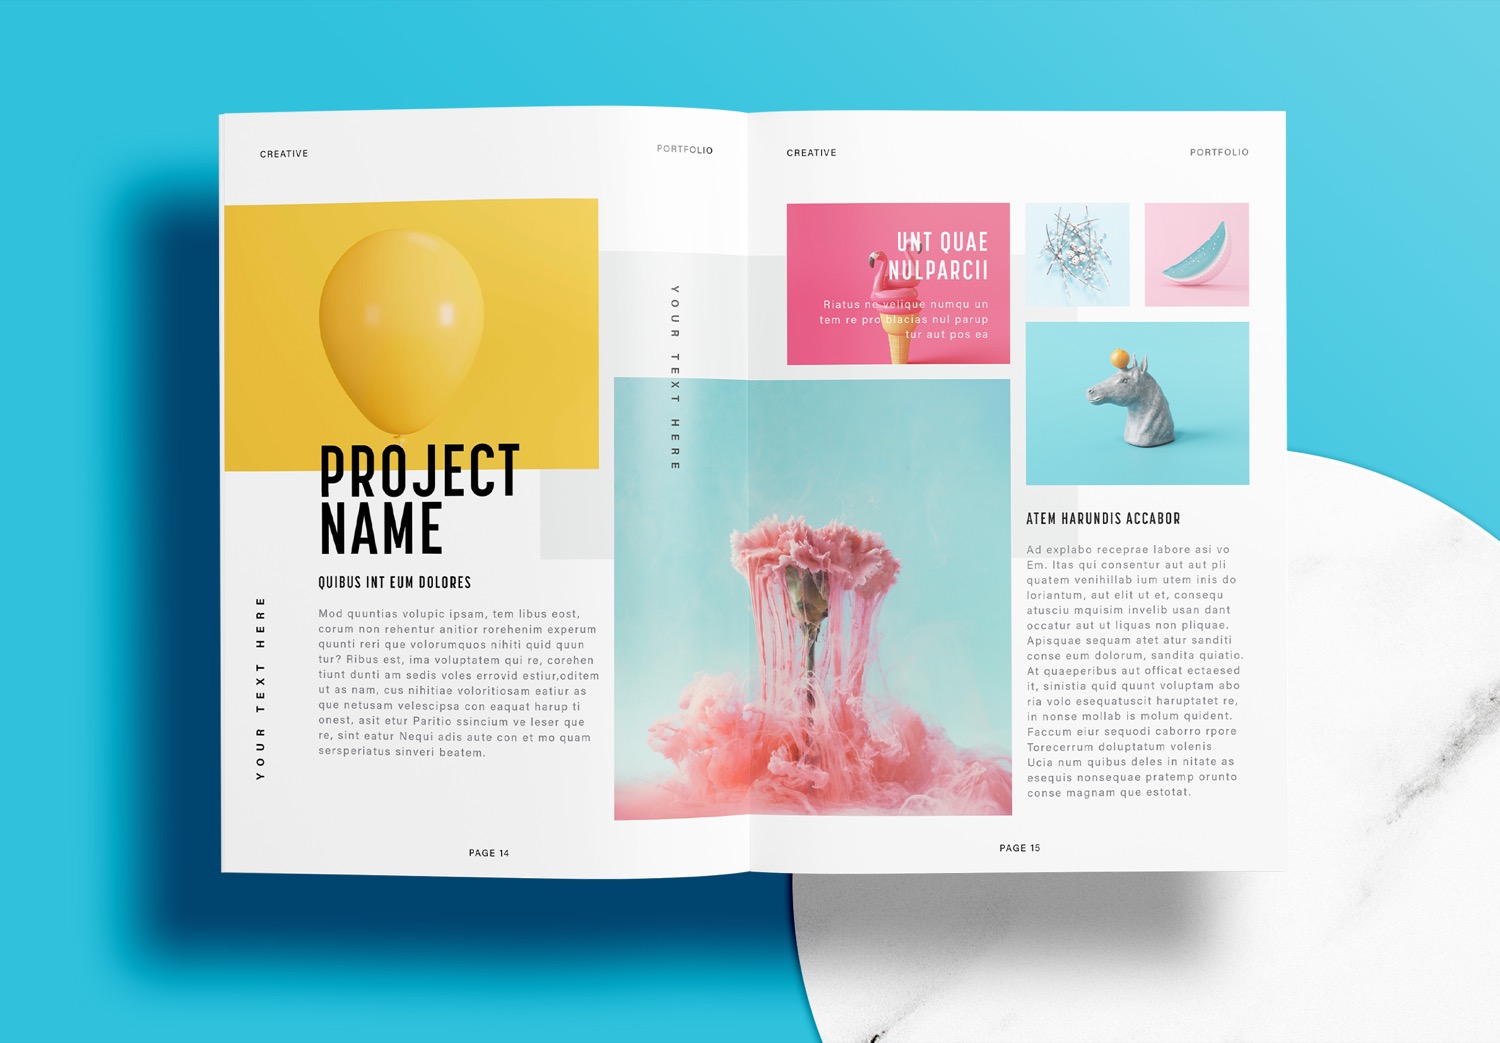 CREATIVE
PORTFOLIO
PROJECT
NAME
QUIBUS INT EUM DOLORES
Mod quuntias volupic ipsam, tem libus eost,
corum non rehentur anitior rorehenim experum
quunti reri que volorumquos nihiti quid quun
tur? Ribus est, ima voluptatem qui re, corehen
tiunt dunti am sedis voles errovid estiur,oditem
ut as nam, cus nihitiae voloritiosam eatiur as
que netusam velescipsa con eaquat harup ti
onest, asit etur Paritio ssincium ve leser que
re, sint eatur Nequi adis aute con et mo quam
sersperiatus sinveri beatem.
YOUR TEXT HERE
YOUR TEXT HERE
PAGE 14
CREATIVE
PORTFOLIO
UNT QUAE
NULPARCII
Riatus ne velique numqu un
tem re pro blacias nul parup
tur aut pos ea
ATEM HARUNDIS ACCABOR
Ad explabo receprae labore asi vo
Em. Itas qui consentur aut aut pli
quatem venihillab ium utem inis do
loriantum, aut elit ut et, consequ
atusciu mquisim invelib usan dant
occatur aut ut liquas non pliquae.
Apisquae sequam atet atur sanditi
conse eum dolorum, sandita quiatio.
At quaeperibus aut officat ectaesed
it, sinistia quid quunt voluptam abo
ria volo esequatuscit haruptatet re,
in nonse mollab is molum quident.
Faccum eiur sequodi caborro rpore
Torecerrum doluptatum volenis
Ucia num quibus deles in nitate as
esequis nonsequae pratemp orunto
conse magnam que estotat.
PAGE 15